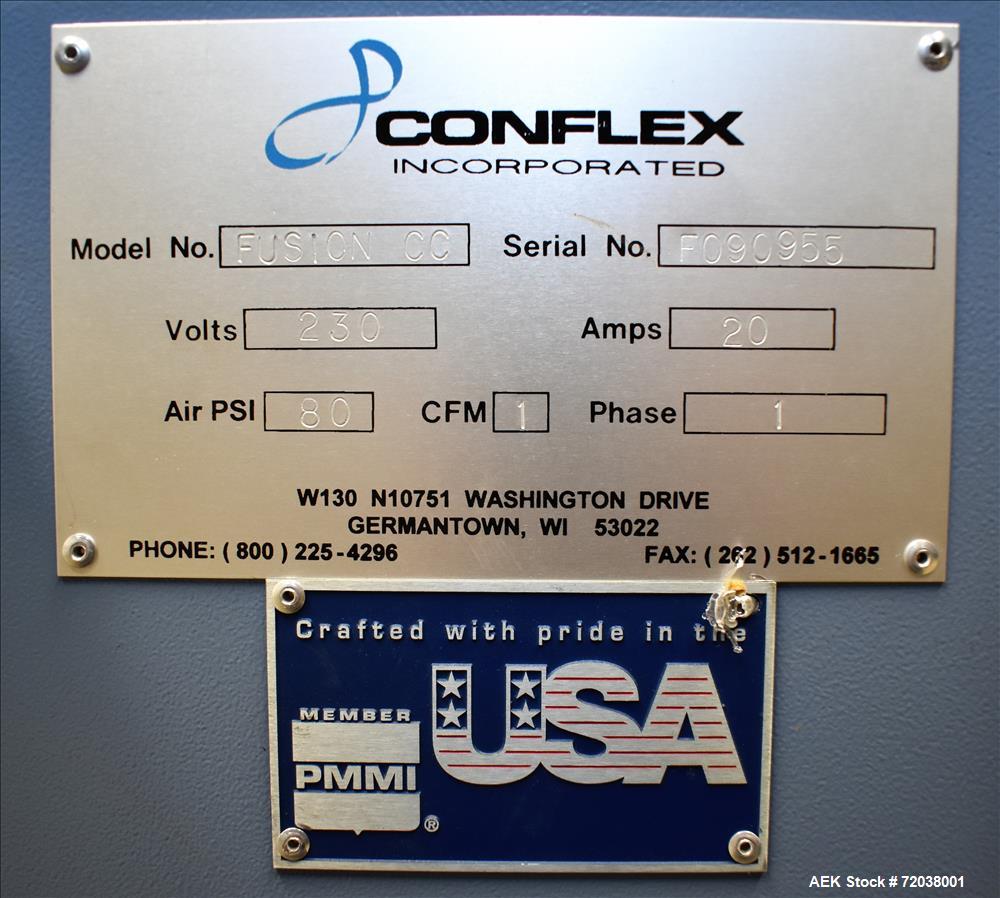 CONFLEX
INCORPORATED
Model No. FUSION CC Serial No. F090955
Volts 230 Amps 20
Air PSI 80 CFM 1 Phase 1
W130 N10751 WASHINGTON DRIVE
GERMANTOWN, WI 53022
PHONE: (800) 225-4296 FAX: (262) 512-1665
Crafted with pride in the
USA
MEMBER
PMMI
®
AEK Stock # 72038001